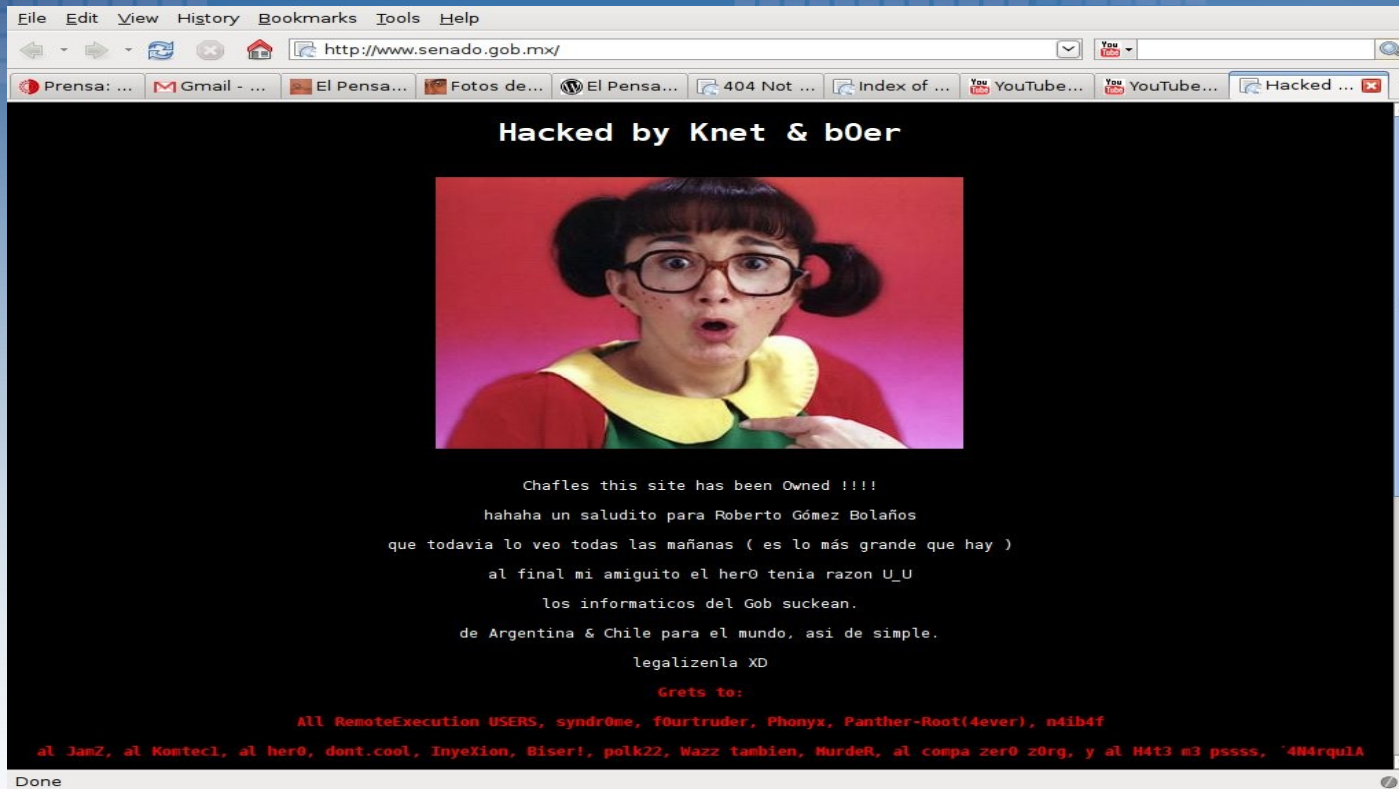 File Edit View History Bookmarks Tools Help
http://www.senado.gob.mx/
You Tube
Prensa: ... Gmail - ... El Pensa... Fotos de... El Pensa... 404 Not ... Index of ... YouTube... YouTube... Hacked ...
Hacked by Knet & b0er
Chafles this site has been Owned !!!!
hahaha un saludito para Roberto Gómez Bolaños
que todavia lo veo todas las mañanas ( es lo más grande que hay )
al final mi amiguito el her0 tenia razon U_U
los informaticos del Gob suckean.
de Argentina & Chile para el mundo, asi de simple.
legalizenla XD
Grets to:
All RemoteExecution USERS, syndr0me, f0urtruder, Phonyx, Panther-Root(4ever), n4ib4f
al JamZ, al Komtec1, al her0, dont.cool, InyeXion, Biser!, polk22, Wazz tambien, MurdeR, al compa zer0 z0rg, y al H4t3 m3 pssss, ´4N4rqu1A
Done